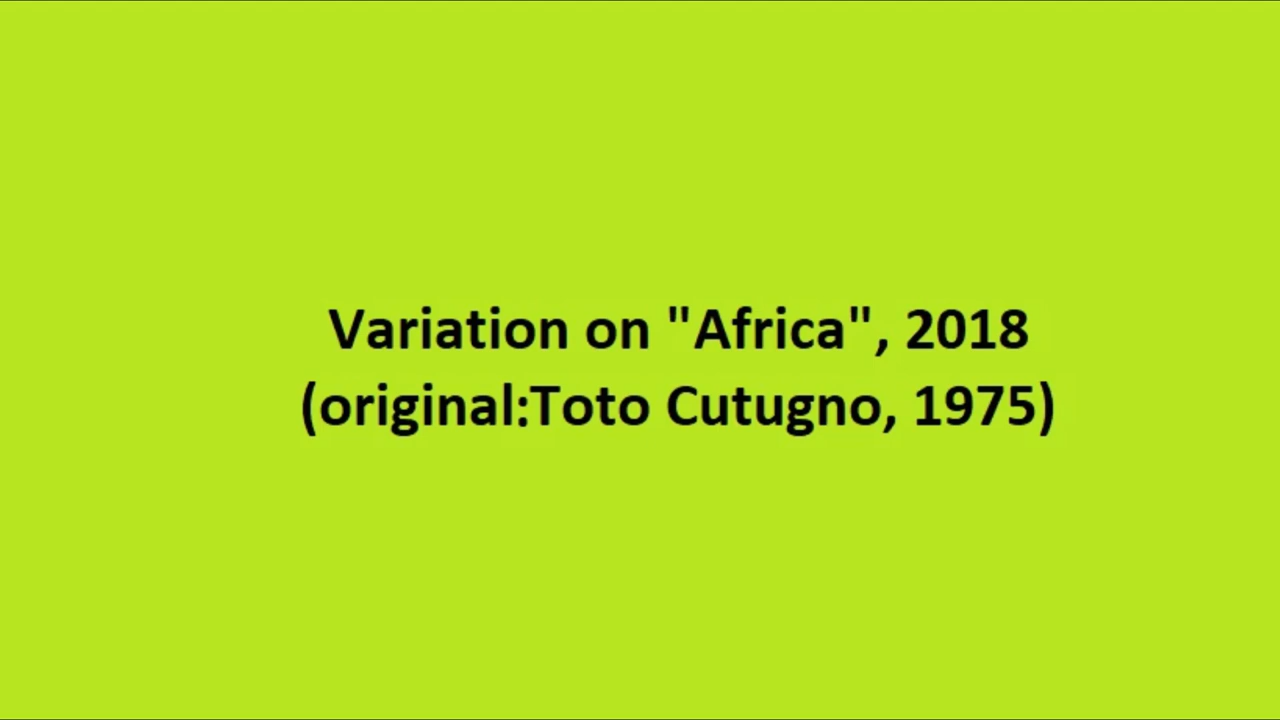 Variation on "Africa", 2018
(original:Toto Cutugno, 1975)